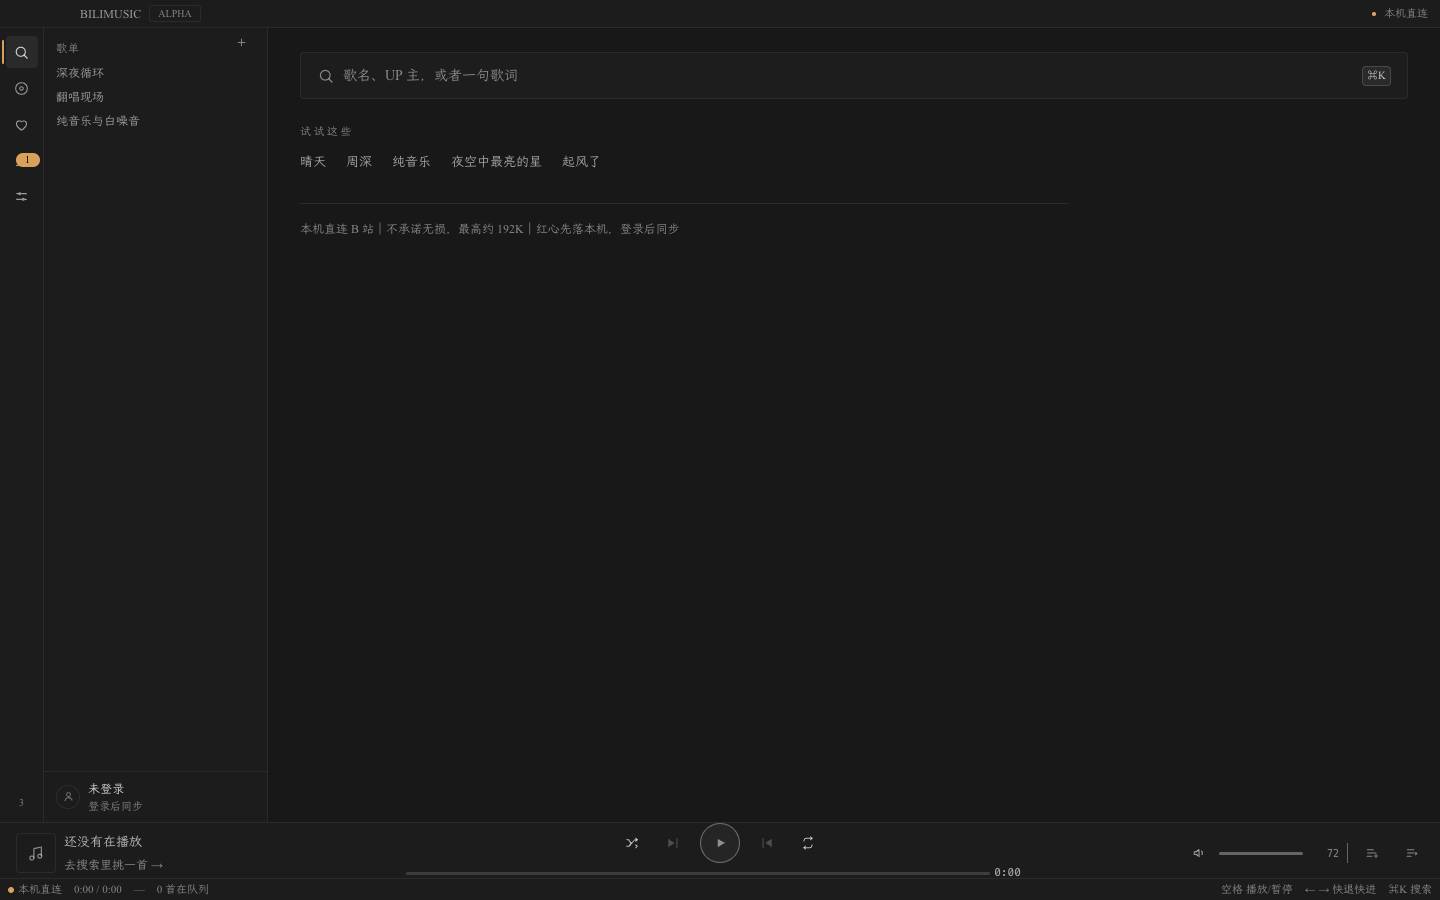 BILIMUSIC ALPHA
本机直连
歌单 +
深夜循环
翻唱现场
纯音乐与白噪音
1
3
未登录
登录后同步
歌名、UP 主，或者一句歌词
⌘K
试试这些
晴天 周深 纯音乐 夜空中最亮的星 起风了
本机直连 B 站 | 不承诺无损，最高约 192K | 红心先落本机，登录后同步
还没有在播放
去搜索里挑一首 →
0:00
72
本机直连 0:00 / 0:00 — 0 首在队列
空格 播放/暂停 ← → 快退快进 ⌘K 搜索